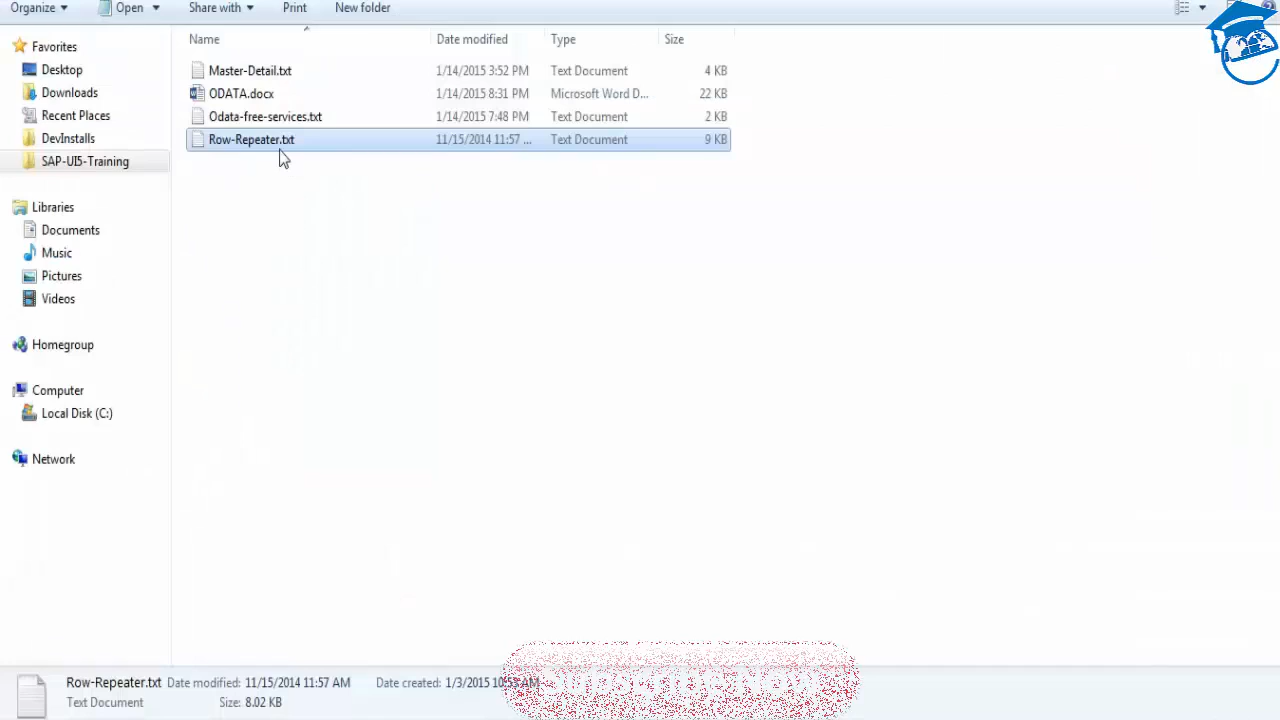 Organize Open Share with Print New folder
Name Date modified Type Size
Favorites
Desktop
Downloads
Recent Places
DevInstalls
SAP-UI5-Training
Libraries
Documents
Music
Pictures
Videos
Homegroup
Computer
Local Disk (C:)
Network
Master-Detail.txt 1/14/2015 3:52 PM Text Document 4 KB
ODATA.docx 1/14/2015 8:31 PM Microsoft Word D... 22 KB
Odata-free-services.txt 1/14/2015 7:48 PM Text Document 2 KB
Row-Repeater.txt 11/15/2014 11:57 ... Text Document 9 KB
Row-Repeater.txt Date modified: 11/15/2014 11:57 AM Date created: 1/3/2015
Text Document Size: 8.02 KB